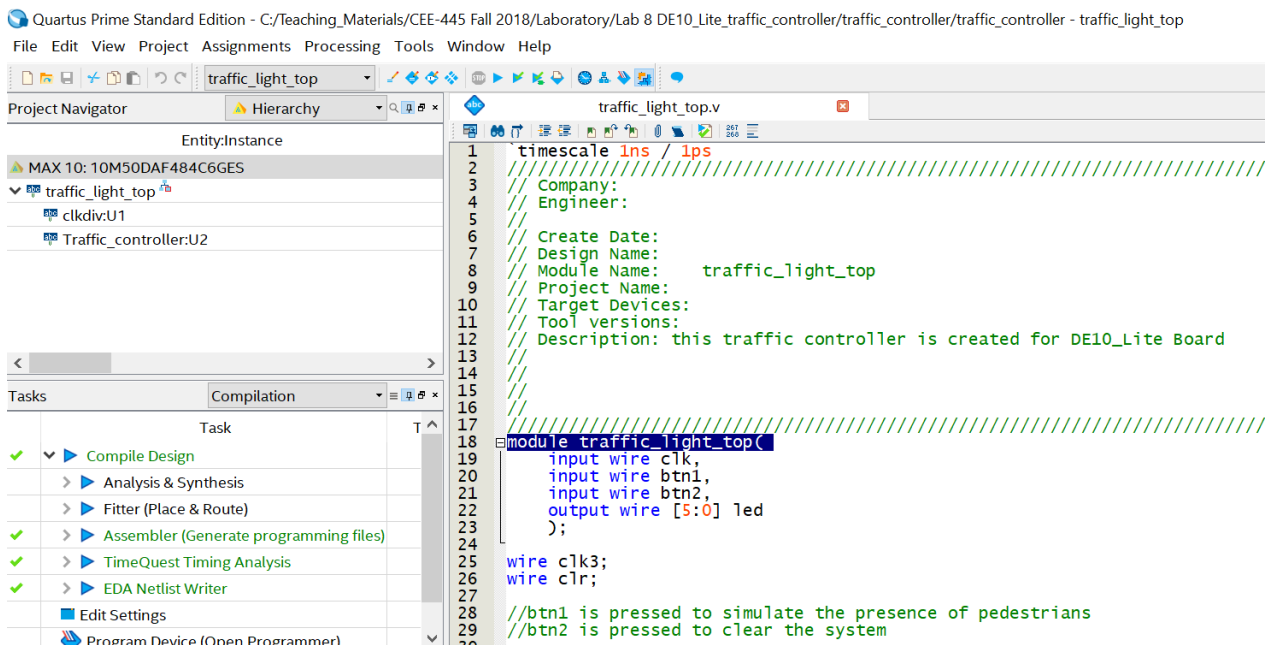 Quartus Prime Standard Edition - C:/Teaching_Materials/CEE-445 Fall 2018/Laboratory/Lab 8 DE10_Lite_traffic_controller/traffic_controller/traffic_controller - traffic_light_top
File Edit View Project Assignments Processing Tools Window Help
traffic_light_top
Project Navigator
Hierarchy
Entity:Instance
MAX 10: 10M50DAF484C6GES
traffic_light_top
clkdiv:U1
Traffic_controller:U2
Tasks
Compilation
Task T
Compile Design
Analysis & Synthesis
Fitter (Place & Route)
Assembler (Generate programming files)
TimeQuest Timing Analysis
EDA Netlist Writer
Edit Settings
Program Device (Open Programmer)
traffic_light_top.v
267
268
1 `timescale 1ns / 1ps
2 //////////////////////////////////////////////////////////////////////////
3 // Company:
4 // Engineer:
5 //
6 // Create Date:
7 // Design Name:
8 // Module Name: traffic_light_top
9 // Project Name:
10 // Target Devices:
11 // Tool versions:
12 // Description: this traffic controller is created for DE10_Lite Board
13 //
14 //
15 //
16 //
17 //////////////////////////////////////////////////////////////////////////
18 module traffic_light_top(
19 input wire clk,
20 input wire btn1,
21 input wire btn2,
22 output wire [5:0] led
23 );
24
25 wire clk3;
26 wire clr;
27
28 //btn1 is pressed to simulate the presence of pedestrians
29 //btn2 is pressed to clear the system